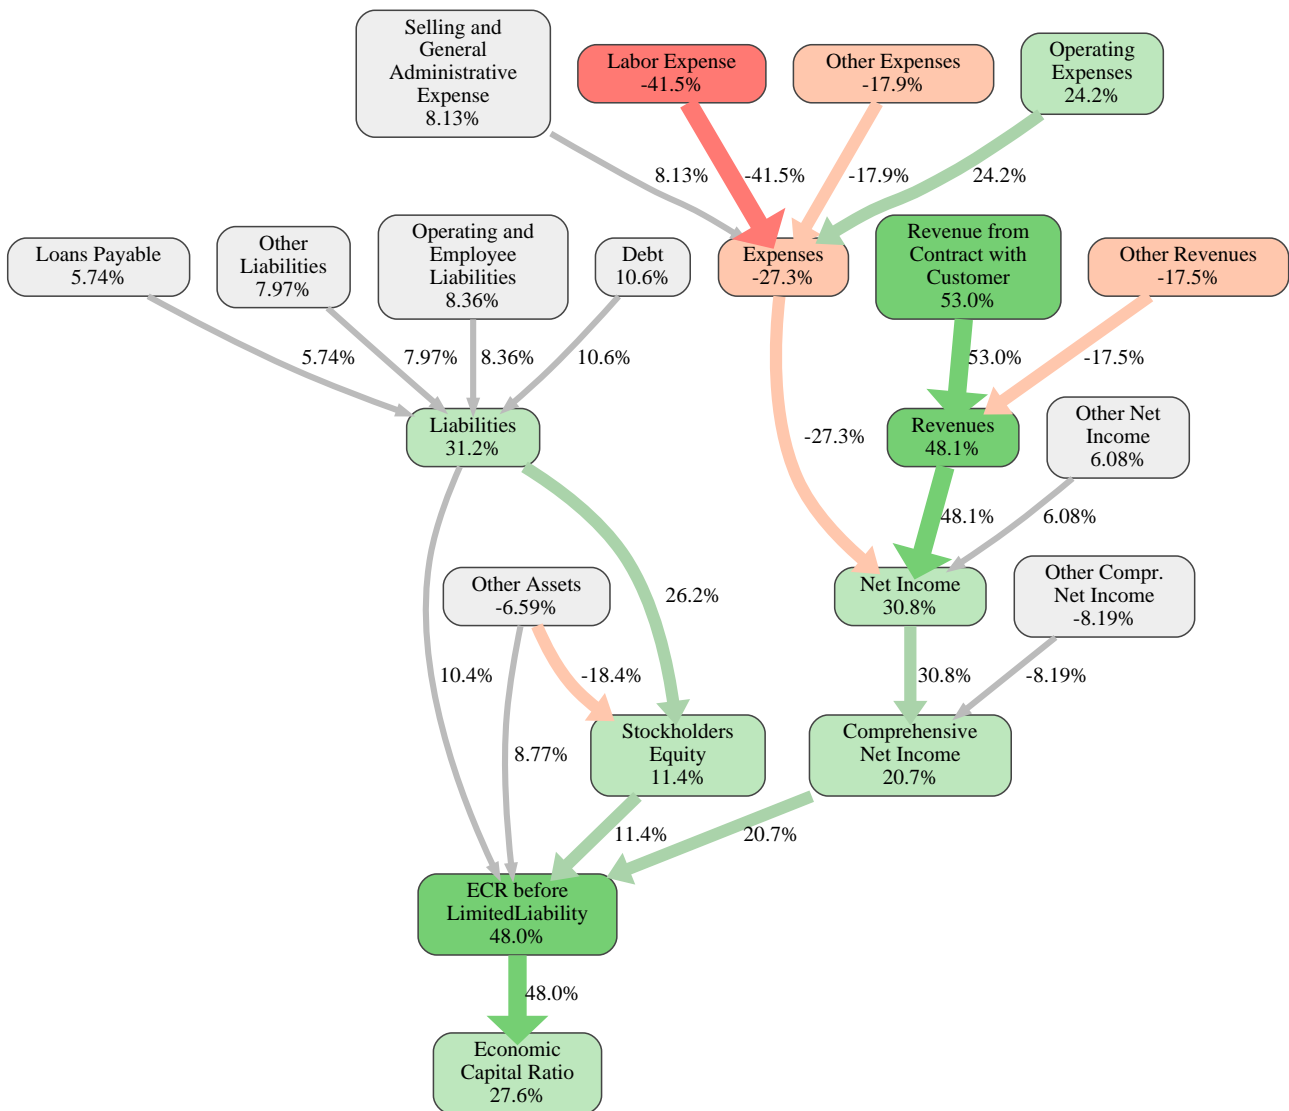 Selling and
General
Administrative
Expense
8.13%
Labor Expense
-41.5%
Other Expenses
-17.9%
Operating
Expenses
24.2%
8.13%
-41.5%
-17.9%
24.2%
Loans Payable
5.74%
Other
Liabilities
7.97%
Operating and
Employee
Liabilities
8.36%
Debt
10.6%
Expenses
-27.3%
Revenue from
Contract with
Customer
53.0%
Other Revenues
-17.5%
5.74%
7.97%
8.36%
10.6%
53.0%
-17.5%
Liabilities
31.2%
-27.3%
Revenues
48.1%
Other Net
Income
6.08%
48.1%
6.08%
Other Assets
-6.59%
26.2%
Net Income
30.8%
Other Compr.
Net Income
-8.19%
10.4%
-18.4%
30.8%
-8.19%
8.77%
Stockholders
Equity
11.4%
Comprehensive
Net Income
20.7%
11.4%
20.7%
ECR before
LimitedLiability
48.0%
48.0%
Economic
Capital Ratio
27.6%